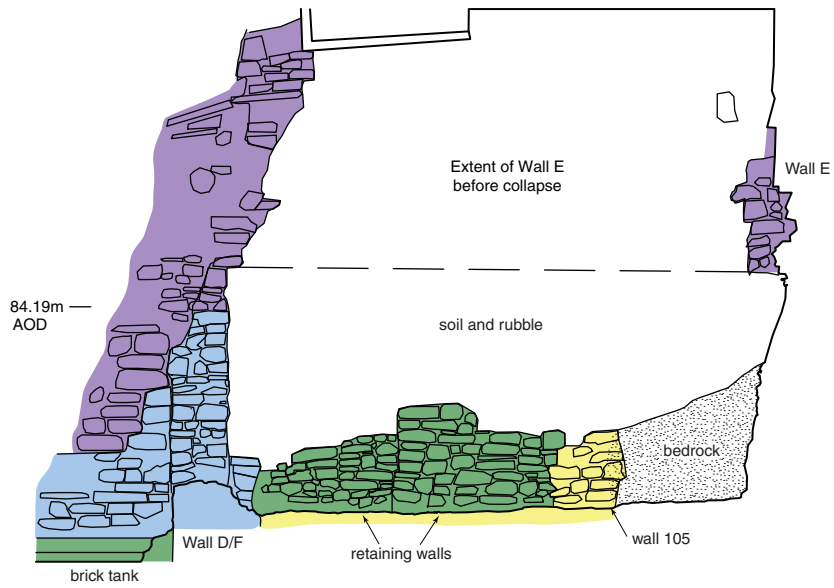 Extent of Wall E
before collapse
Wall E
84.19m
AOD
soil and rubble
bedrock
Wall D/F
retaining walls
wall 105
brick tank